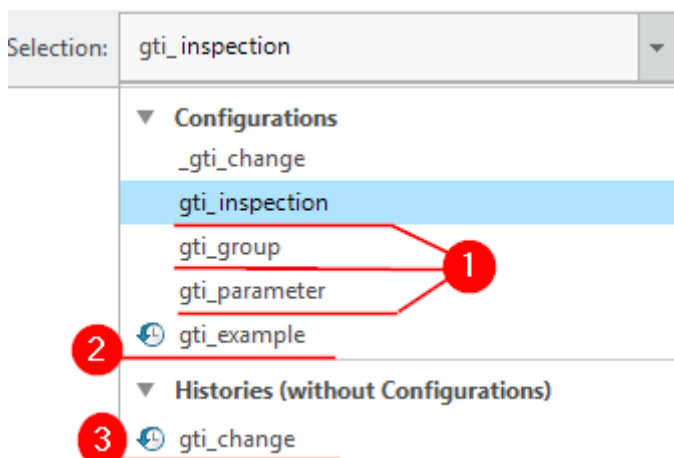 Selection: gti_inspection
Configurations
_gti_change
gti_inspection
gti_group
1
gti_parameter
gti_example
2
Histories (without Configurations)
3 gti_change